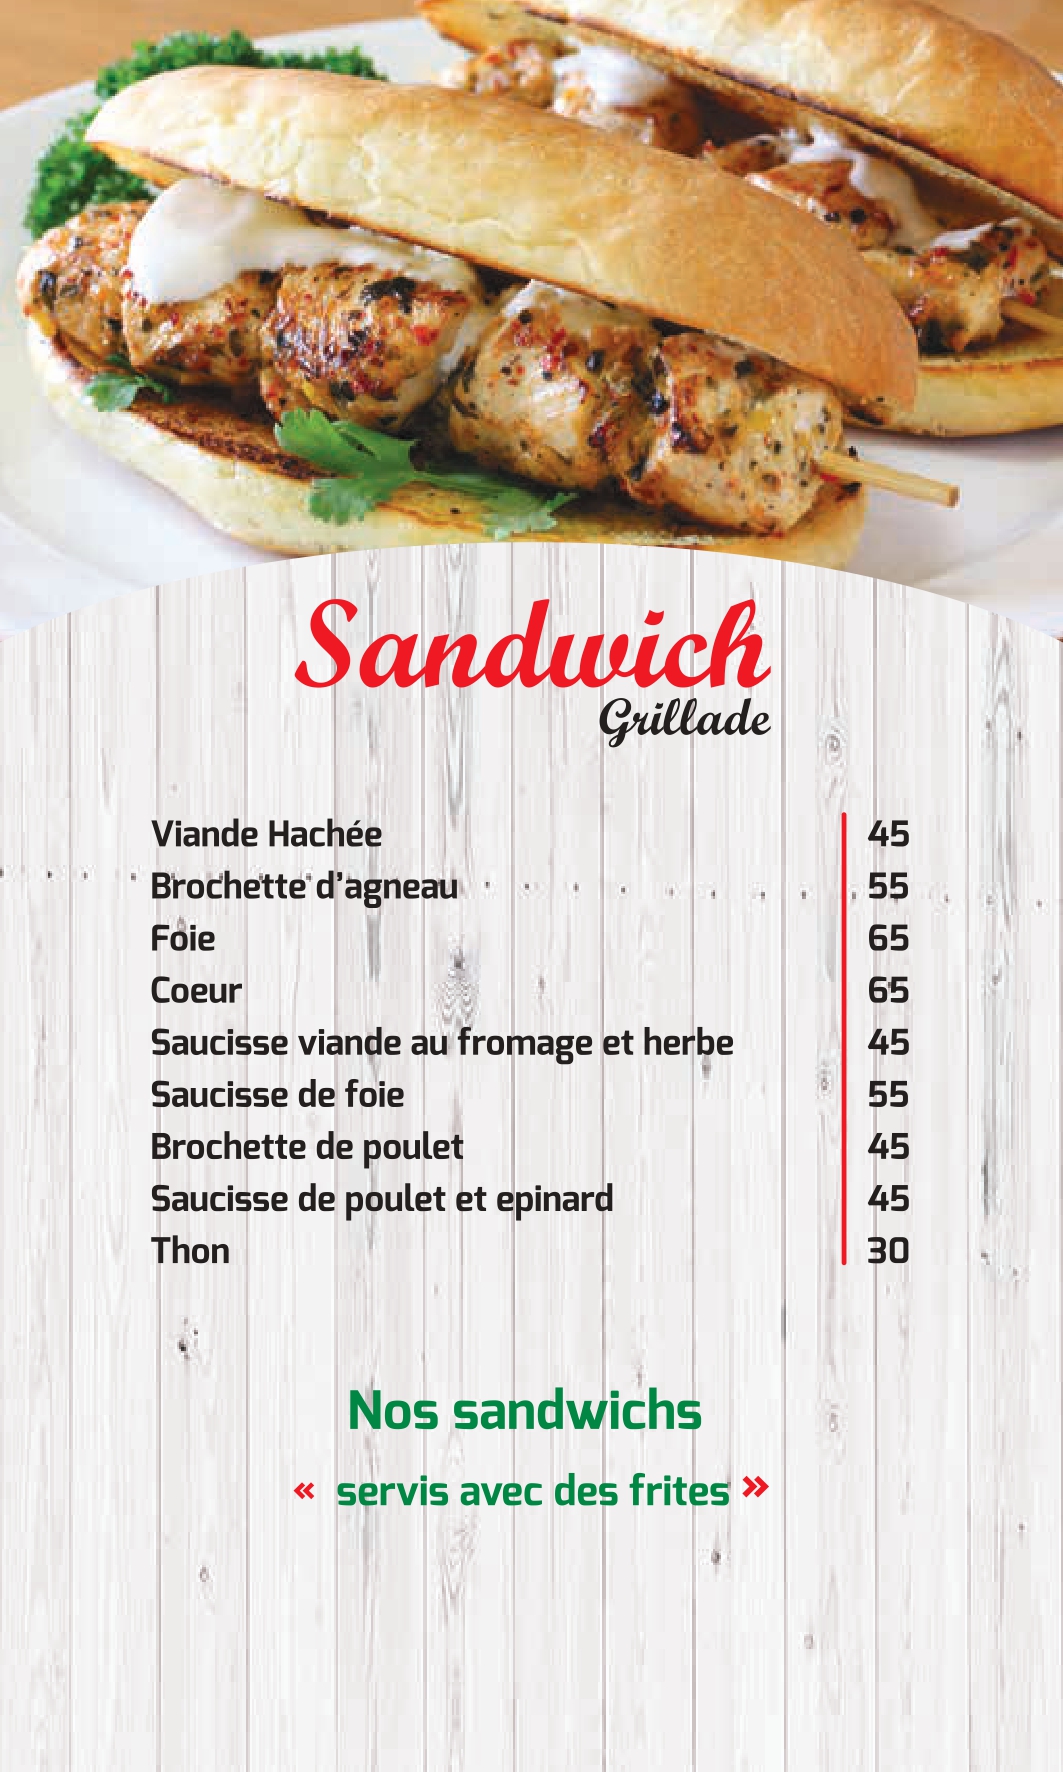 Sandwich
Grillade
Viande Hachée 45
Brochette d'agneau 55
Foie 65
Coeur 65
Saucisse viande au fromage et herbe 45
Saucisse de foie 55
Brochette de poulet 45
Saucisse de poulet et epinard 45
Thon 30
Nos sandwichs
« servis avec des frites »